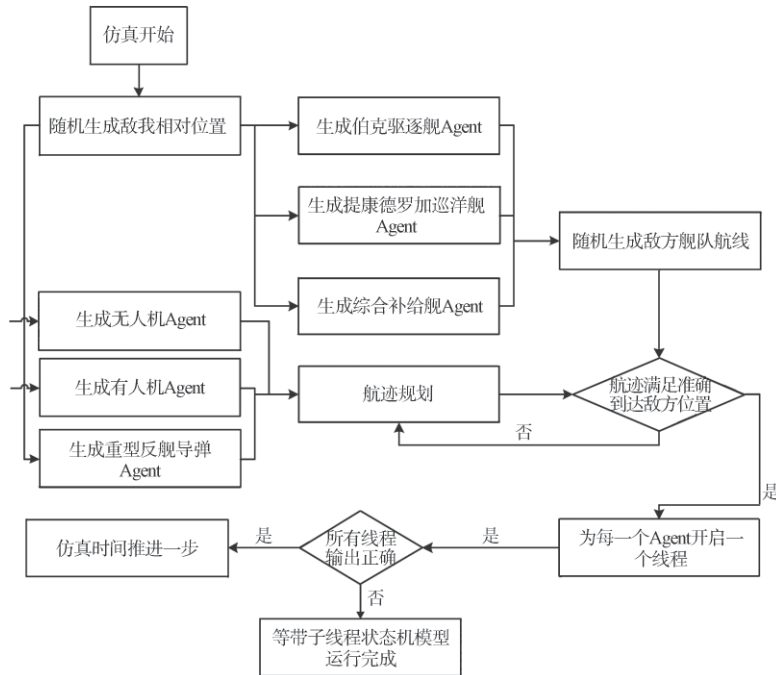 仿真开始
随机生成敌我相对位置
生成伯克驱逐舰Agent
生成提康德罗加巡洋舰
Agent
随机生成敌方舰队航线
生成综合补给舰Agent
生成无人机Agent
生成有人机Agent
航迹规划
航迹满足准确
到达敌方位置
否
生成重型反舰导弹
Agent
是
仿真时间推进一步
是
所有线程
输出正确
是
为每一个Agent开启一
个线程
否
等带子线程状态机模型
运行完成